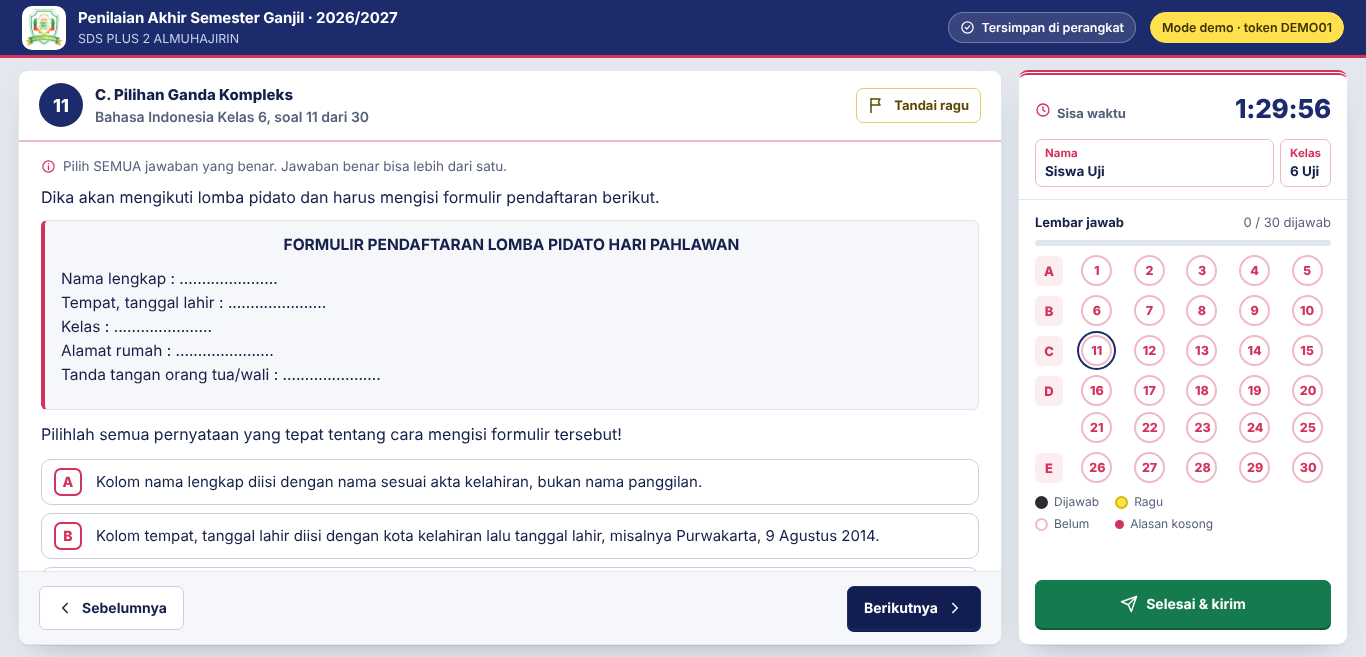 Penilaian Akhir Semester Ganjil · 2026/2027
SDS PLUS 2 ALMUHAJIRIN
Tersimpan di perangkat
Mode demo · token DEMO01
11
C. Pilihan Ganda Kompleks
Bahasa Indonesia Kelas 6, soal 11 dari 30
Tandai ragu
Pilih SEMUA jawaban yang benar. Jawaban benar bisa lebih dari satu.
Dika akan mengikuti lomba pidato dan harus mengisi formulir pendaftaran berikut.
FORMULIR PENDAFTARAN LOMBA PIDATO HARI PAHLAWAN
Nama lengkap : ......................
Tempat, tanggal lahir : ......................
Kelas : ......................
Alamat rumah : ......................
Tanda tangan orang tua/wali : ......................
Pilihlah semua pernyataan yang tepat tentang cara mengisi formulir tersebut!
A Kolom nama lengkap diisi dengan nama sesuai akta kelahiran, bukan nama panggilan.
B Kolom tempat, tanggal lahir diisi dengan kota kelahiran lalu tanggal lahir, misalnya Purwakarta, 9 Agustus 2014.
Sebelumnya
Berikutnya
Sisa waktu
1:29:56
Nama
Siswa Uji
Kelas
6 Uji
Lembar jawab
0 / 30 dijawab
A 1 2 3 4 5
B 6 7 8 9 10
C 11 12 13 14 15
D 16 17 18 19 20
21 22 23 24 25
E 26 27 28 29 30
Dijawab
Ragu
Belum
Alasan kosong
Selesai & kirim